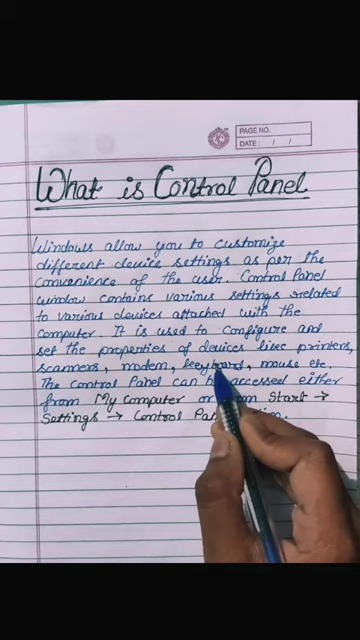 PAGE NO.
DATE: / /
What is Control Panel
Windows allow you to customize
different device settings as per the
convenience of the user. Control Panel
window contains various settings related
to various devices attached with the
computer. It is used to configure and
set the properties of devices like printers,
scanners, modem, keyboard, mouse etc.
The Control Panel can be accessed either
from My Computer or from Start →
Settings → Control Panel